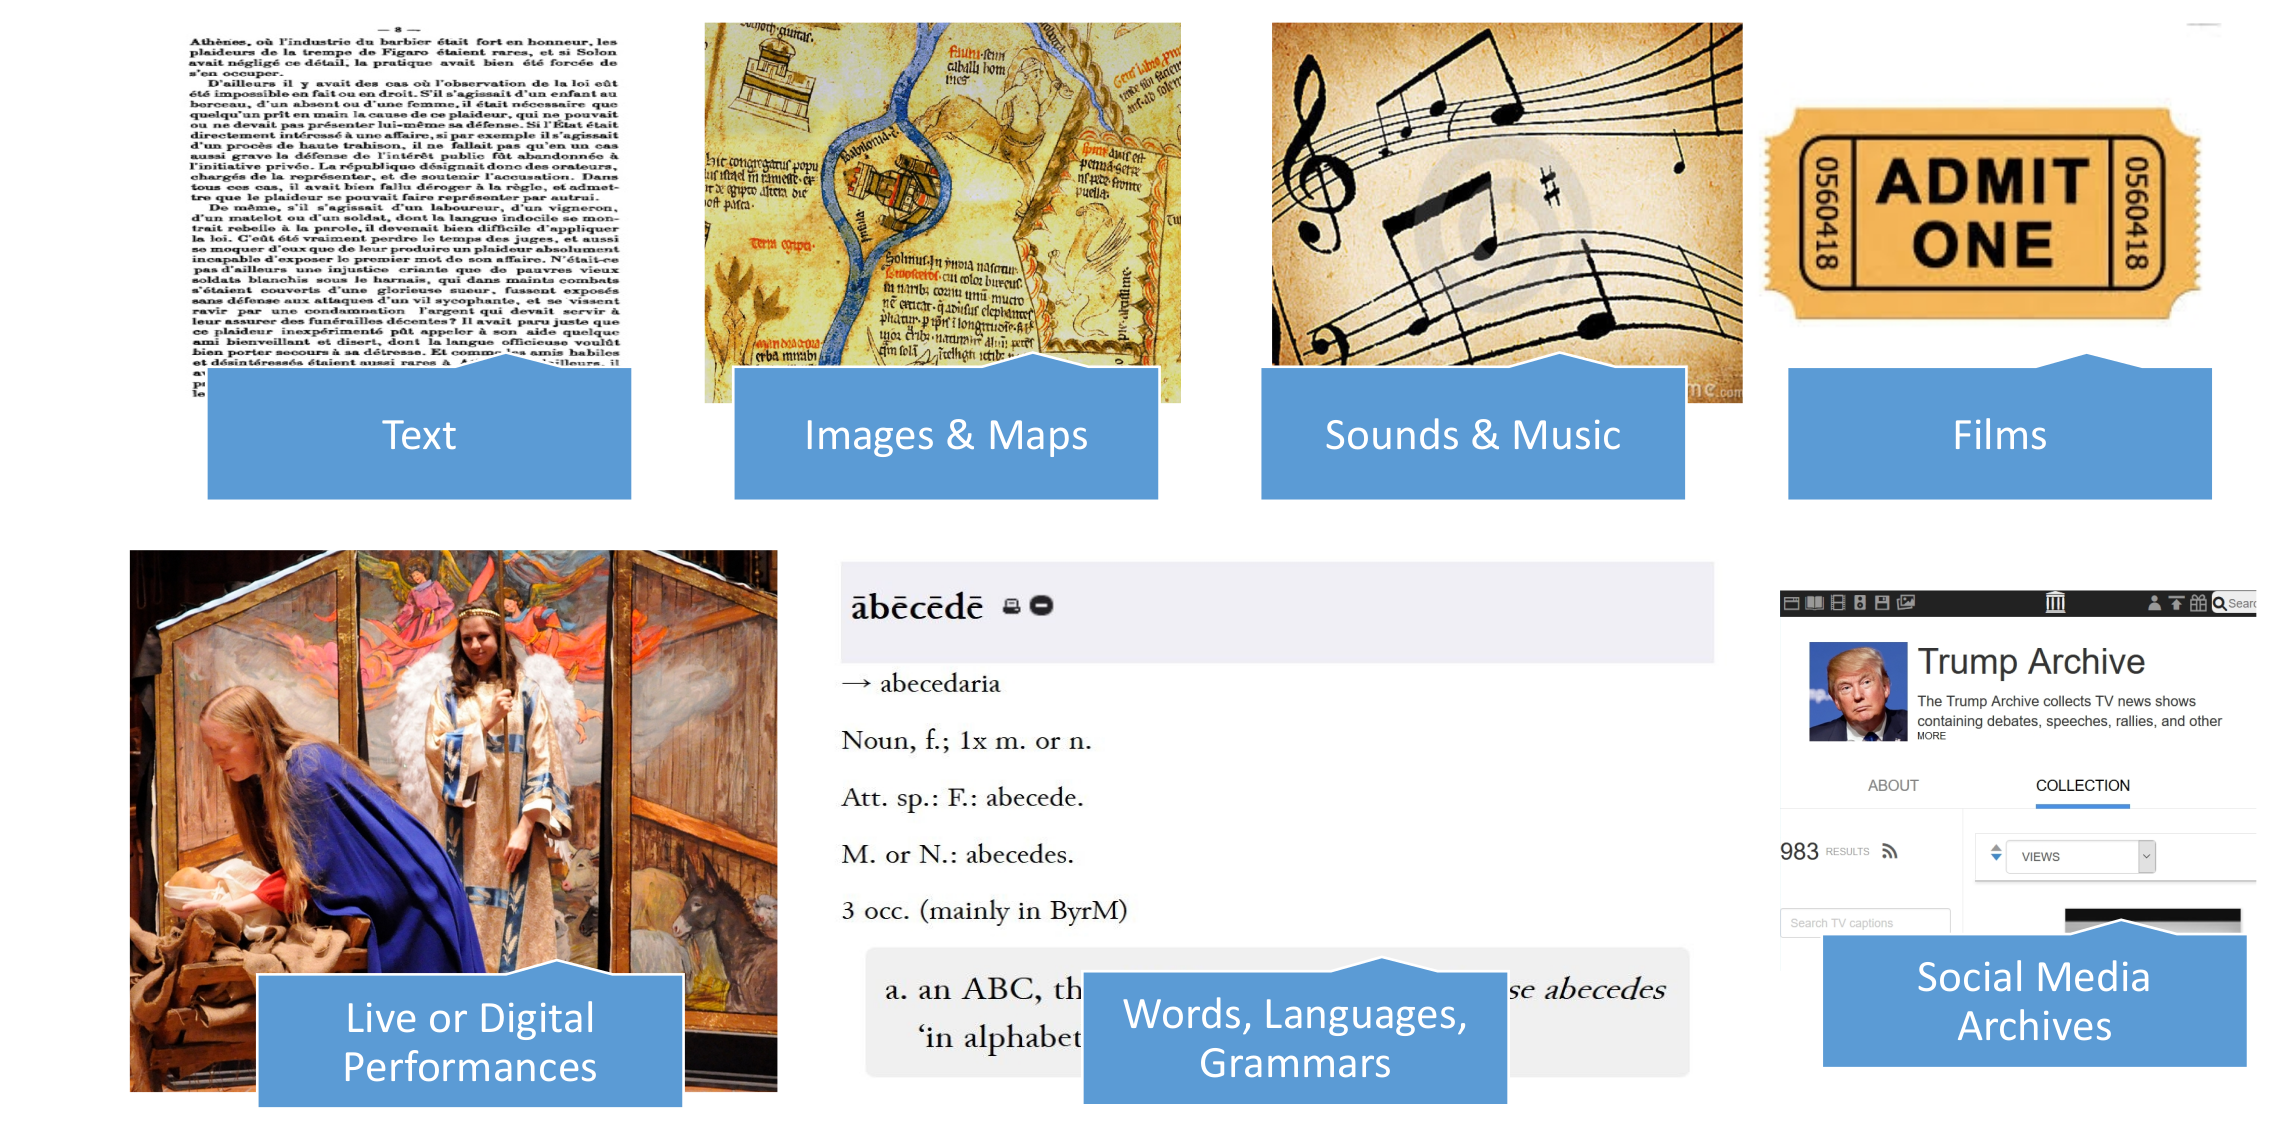 — 8 —
Athènes, où l'industrie du barbier était fort en honneur, les
plaideurs de la trempe de Figaro étaient rares, et si Solon
avait négligé ce détail, la pratique avait bien été forcée de
s'en occuper.
D'ailleurs il y avait des cas où l'observation de la loi eût
été impossible en fait ou en droit. S'il s'agissait d'un enfant au
berceau, d'un absent ou d'une femme, il était nécessaire que
quelqu'un prît en main la cause de ce plaideur, qui ne pouvait
ou ne devait pas présenter lui-même sa défense. Si l'État était
directement intéressé à une affaire, si par exemple il s'agissait
d'un procès de haute trahison, il ne fallait pas qu'en un cas
aussi grave la défense de l'intérêt public fût abandonnée à
l'initiative privée. La république désignait donc des orateurs,
chargés de la représenter, et de soutenir l'accusation. Dans
tous ces cas, il avait bien fallu déroger à la règle, et admet-
tre que le plaideur se pouvait faire représenter par autrui.
De même, s'il s'agissait d'un laboureur, d'un vigneron,
d'un matelot ou d'un soldat, dont la langue indocile se mon-
trait rebelle à la parole, il devenait bien difficile d'appliquer
la loi. C'eût été vraiment perdre le temps des juges, et aussi
se moquer d'eux que de leur produire un plaideur absolument
incapable d'exposer le premier mot de son affaire. N'était-ce
pas d'ailleurs une injustice criante que de pauvres vieux
soldats blanchis sous le harnais, qui dans maints combats
s'étaient couverts d'une glorieuse sueur, fussent exposés
sans défense aux attaques d'un vil sycophante, et se vissent
ravir par une condamnation l'argent qui devait servir à
leur assurer des funérailles décentes? Il avait paru juste que
ce plaideur inexpérimenté pût appeler à son aide quelque
ami bienveillant et disert, dont la langue officieuse voulût
bien porter secours à sa détresse. Et comme les amis habiles
et désintéressés étaient aussi rares à
Text
Babilonia
Images & Maps
Sounds & Music
0560418
ADMIT
ONE
0560418
Films
Live or Digital
Performances
ābēcēdē
→ abecedaria
Noun, f.; 1x m. or n.
Att. sp.: F.: abecede.
M. or N.: abecedes.
3 occ. (mainly in ByrM)
a. an ABC, th se abecedes
‘in alphabet
Words, Languages,
Grammars
Searc
Trump Archive
The Trump Archive collects TV news shows
containing debates, speeches, rallies, and other
MORE
ABOUT COLLECTION
983 RESULTS
VIEWS
Search TV captions
Social Media
Archives